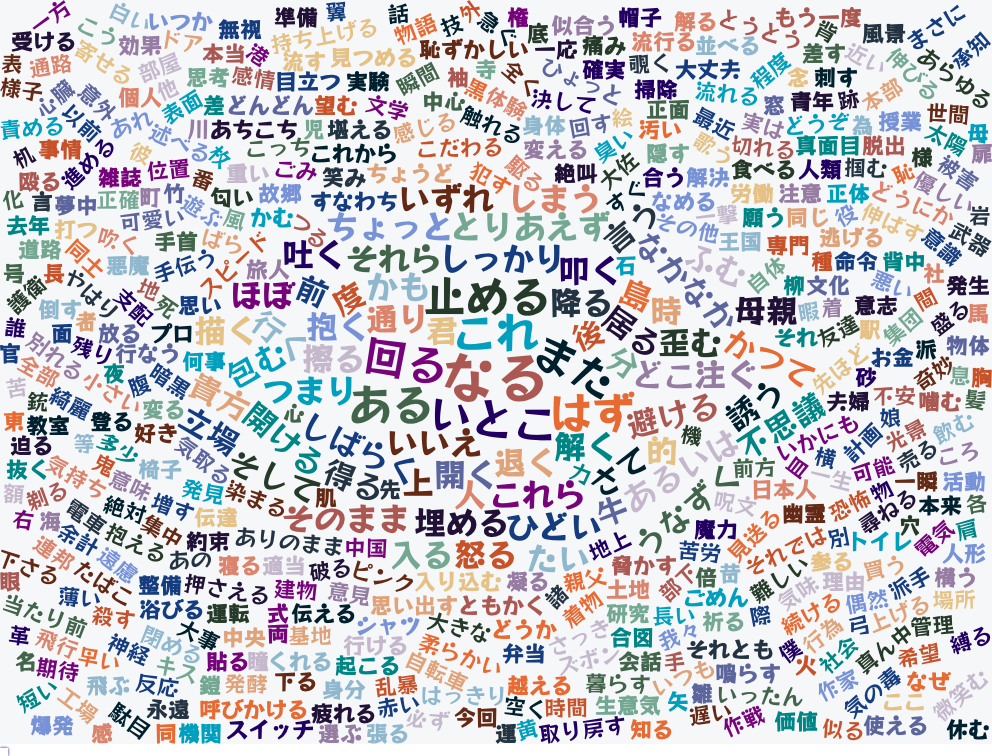 一方 白い いつか 無視 準備 翼 話 物語 技 外 急ぐ 権 底 似合う 帽子 解る とうとう もう一度 背 風景 まさに 承知
受ける こう 効果 ドア 本当 港 持ち上げる 恥ずかしい 一応 痛み 流行る 並べる 差す 近い 伸びる あらゆる
表 通路 寄せる 部屋 流す 見つめる 寺 全く ひょっと 確実 覗く 大丈夫 程度
様子 心臓 意外 個人 他 思考 感情 目立つ 実験 瞬間 袖 黒 体験 決して 掃除 流れる 念 刺す 本部
責める 以前 あれ 述べる 表面 差 どんどん 望む 文学 中心 触れる 身体 回す 絵 正面 汚い 最近 窓 青年 跡 世間
机 事情 彼 川 あちこち 児 堪える 感じる こだわる 変える 臭い 隠す 歌う 実は どうぞ 為 授業 太陽 母
殴る 進める 雑誌 位置 こっち これから 笑み ちょうど 犯す 駆る 絶叫 大佐 合う 解決 切れる 真面目 脱出 食べる 人類 掴む 恥 様 被害 扉
化 言 夢中 正確 町 竹 番 匂い 重い ごみ 故郷 すなわち いずれ しまう すぐ なめる 一撃 労働 注意 正体 どうにか 優しい 岩
去年 打つ 可愛い 遊ぶ 風 かむ つる ちょっと とりあえず 言う その他 王国 願う 同じ 役 伸ばす 意識 武器
道路 同士 吹く 悪魔 手首 手伝う ばら スピード 旅人 吐く それら しっかり 叩く 石 なかなか ふむ 自体 専門 逃げる 種 命令 背中 社
号 長 護衛 やはり 支配 地 死 思い ほぼ 前 度 かも 止める 降る 島 時 母親 暇 着 柳 文化 意志 悪い 間 発生
誰 倒す 者 面 放る プロ 描く 分 抱く 通り 君 これ 後 居る 歪む かつて それ 友達 駅 集団 盛る 馬
官 別れる 残り 行なう 何事 包む 擦る 回る なる また 分 どこ 注ぐ 先ほど お金 派 物体
苦 全部 小さい 夜 腹 暗黒 貴方 つまり ある いとこ はず 避ける 誘う 不思議 砂 夫婦 不安 奇妙 息 胸
銃 綺麗 変る 立場 開ける 心 しばらく いいえ 解く 的 機 いかにも 計画 娘 噛む 髪
東 教室 登る 好き 気取る そして 得る 先 上 開く 退く 力 さて あるいは 前方 皿 横 光景 飲む
迫る 等 多少 椅子 発見 染まる 肌 人 これら 牛 うなずく 呪文 日本人 一生 可能 売る ころ
抜く 気持ち 鬼 意味 増す 伝達 そのまま 埋める ひどい 魔力 幽霊 恐怖 物 一瞬 活動
額 剃る 電車 抱える 絶対 集中 約束 ありのまま 中国 地上 苦労 見送る それでは 別 尋ねる 穴 本来 各
右 海 余計 遠慮 あの 寝る 適当 破る ピンク 入る 怒る たい 脅かす 部下 倍 苗 難しい 参る トイレ 電気 肩
下さる 運邦 たばこ 整備 押さえる 建物 意見 入り込む 凝る 諸 親父 土地 ごめん 気味 理由 買う 派手 人形
眼 薄い 殺す 浴びる 運転 式 伝える 思い出す ともかく 着物 研究 長い 祈る 際 続ける 偶然 構う 場所
当たり前 神経 閉める 大事 中央 両 基地 シャツ 大きな どうか さっき 合図 我々 それとも 僕 行為 弓 上げる 管理
革 飛行 早い キス 貼る 瞳 くれる 行ける 柔らかい 弁当 ズボン 会話 手 いつも 鳴らす 火 社会 真ん中 希望 縛る
名 期待 飛ぶ 反応 鎧 発酵 下る 起こる 自転車 越える 暮らす 矢 雛 いったん 作家 気の毒 なぜ
短い 工場 駄目 永遠 呼びかける 身分 乱暴 はっきり 空く 時間 生意気 遅い 作戦 価値 ここ 微笑む
爆発 感 同 機関 スイッチ 選ぶ 疲れる 張る 赤い 必ず 今回 運 黄 取り戻す 知る 似る 使える 休む